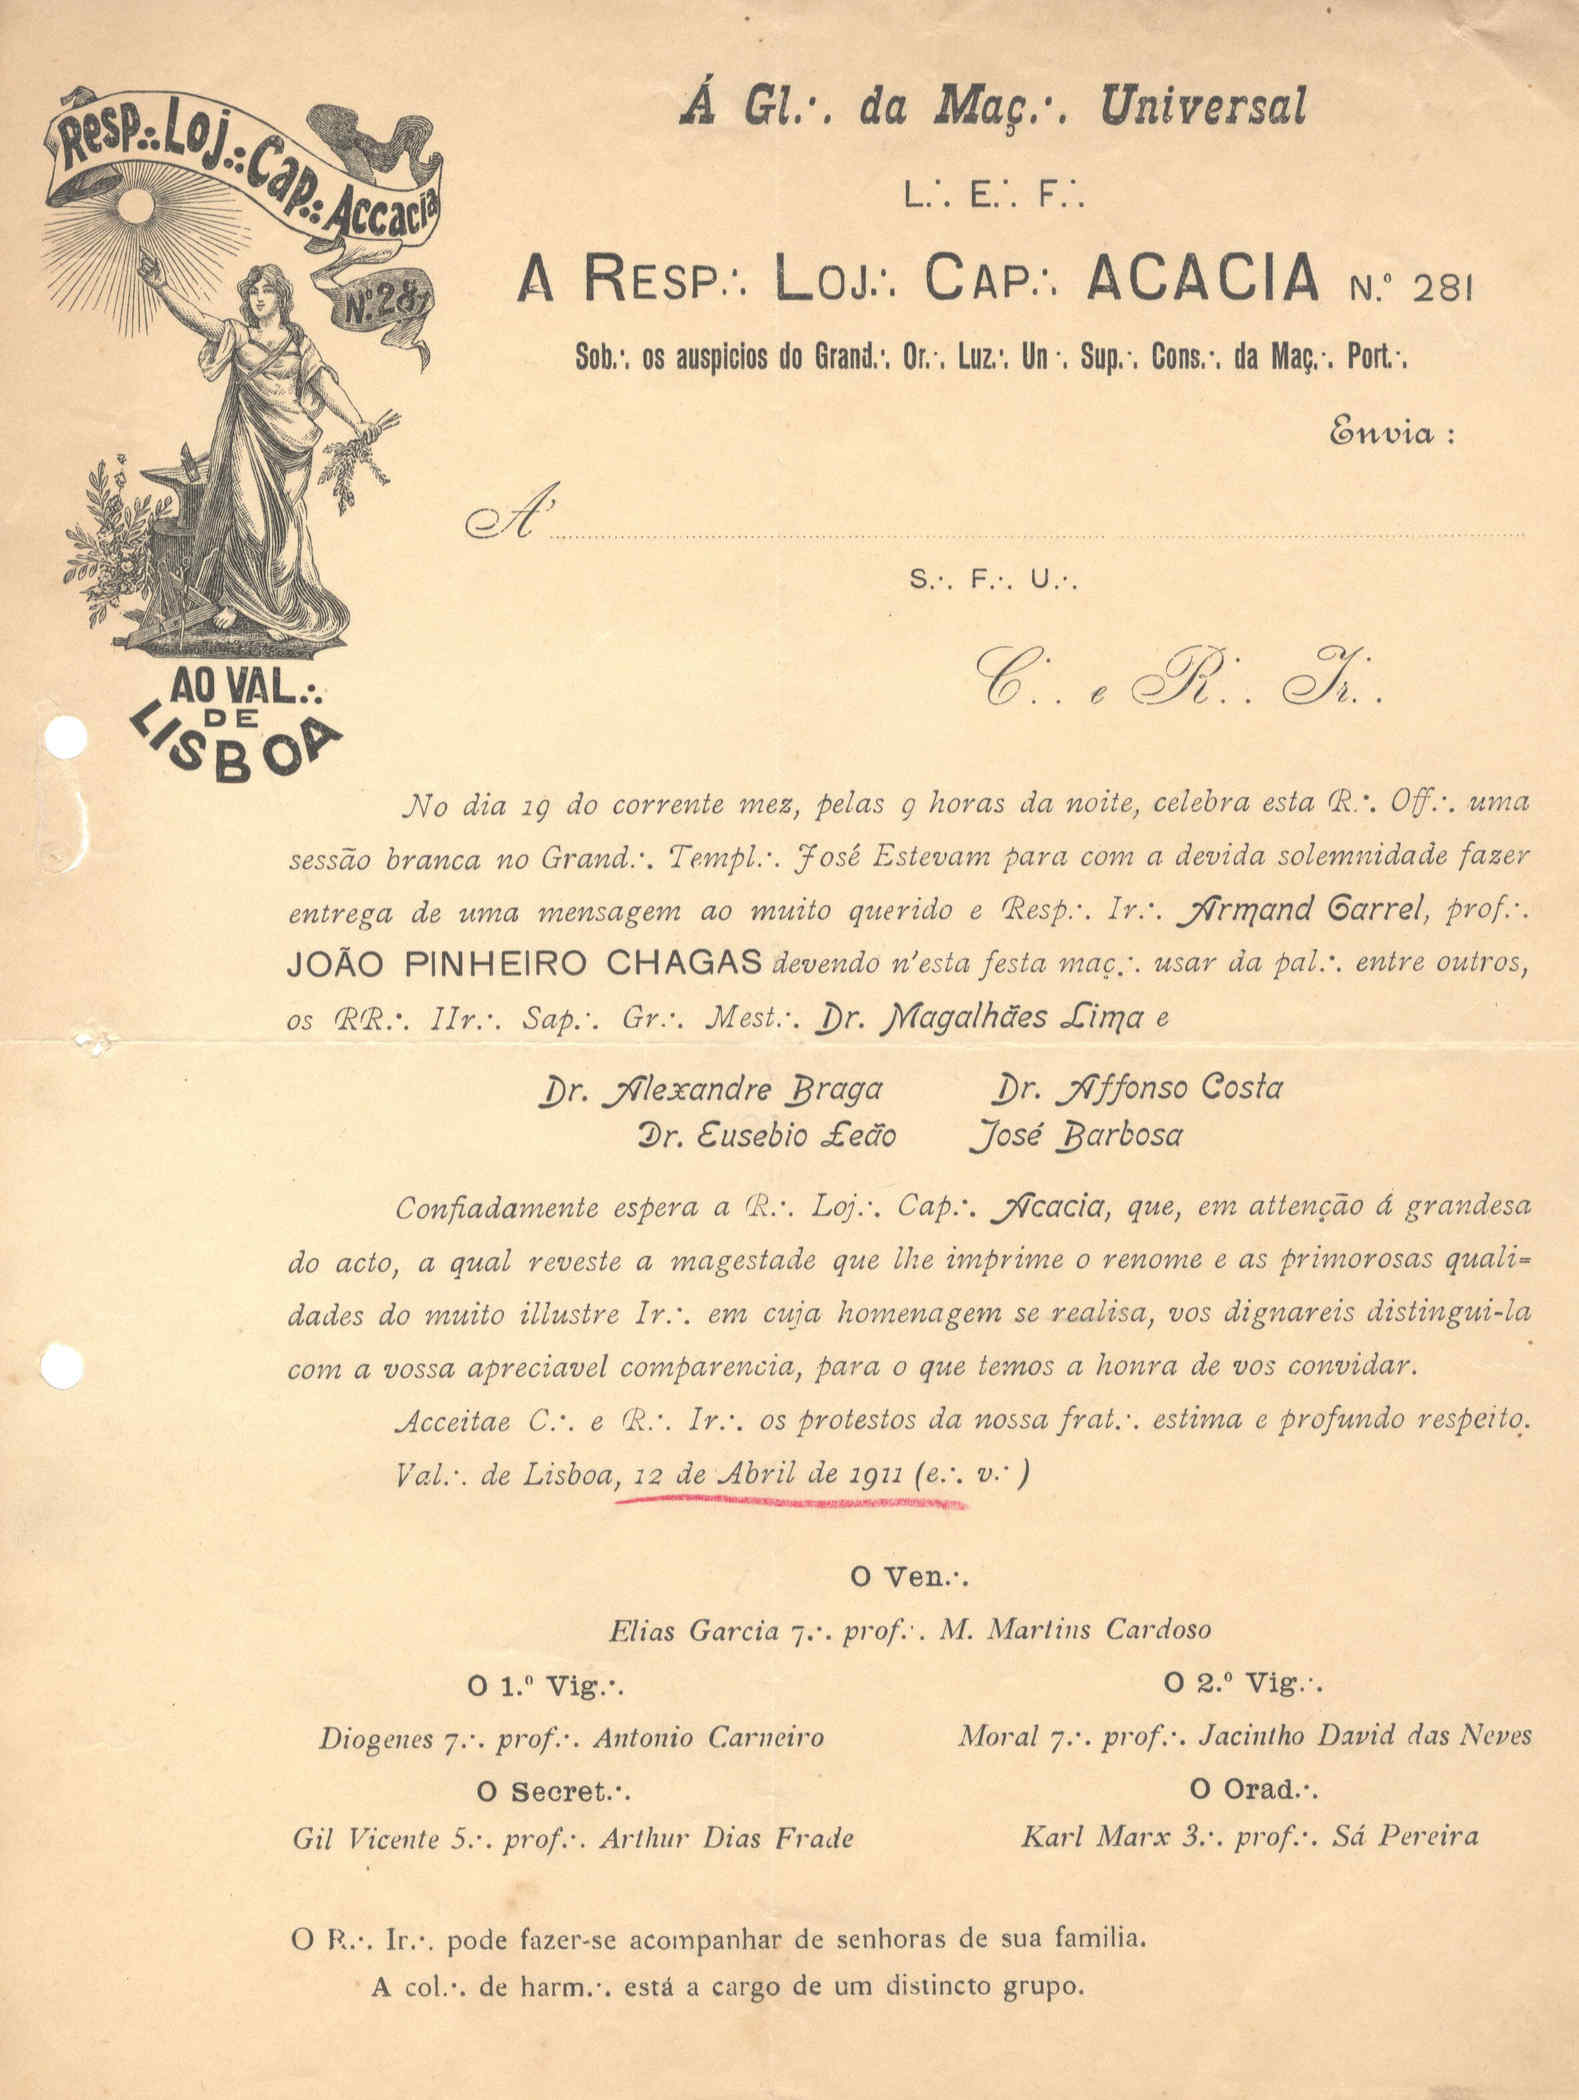 Resp.·. Loj.·. Cap.·. Accacia
N.º 281
AO VAL.·.
DE
LISBOA
Á Gl.·. da Maç.·. Universal
L.·. E.·. F.·.
A RESP.·. LOJ.·. CAP.·. ACACIA N.º 281
Sob.·. os auspicios do Grand.·. Or.·. Luz.·. Un.·. Sup.·. Cons.·. da Maç.·. Port.·.
Envia :
A'
S.·. F.·. U.·.
C.·. e R.·. Ir.·.
No dia 19 do corrente mez, pelas 9 horas da noite, celebra esta R.·. Off.·. uma
sessão branca no Grand.·. Templ.·. José Estevam para com a devida solemnidade fazer
entrega de uma mensagem ao muito querido e Resp.·. Ir.·. Armand Carrel, prof.·.
JOÃO PINHEIRO CHAGAS devendo n'esta festa maç.·. usar da pal.·. entre outros,
os RR.·. IIr.·. Sap.·. Gr.·. Mest.·. Dr. Magalhães Lima e
Dr. Alexandre Braga Dr. Affonso Costa
Dr. Eusebio Leão José Barbosa
Confiadamente espera a R.·. Loj.·. Cap.·. Acacia, que, em attenção á grandesa
do acto, a qual reveste a magestade que lhe imprime o renome e as primorosas quali=
dades do muito illustre Ir.·. em cuja homenagem se realisa, vos dignareis distingui-la
com a vossa apreciavel comparencia, para o que temos a honra de vos convidar.
Acceitae C.·. e R.·. Ir.·. os protestos da nossa frat.·. estima e profundo respeito.
Val.·. de Lisboa, 12 de Abril de 1911 (e.·. v.·)
O Ven.·.
Elias Garcia 7.·. prof.·. M. Martins Cardoso
O 1.º Vig.·. O 2.º Vig.·.
Diogenes 7.·. prof.·. Antonio Carneiro Moral 7.·. prof.·. Jacintho David das Neves
O Secret.·. O Orad.·.
Gil Vicente 5.·. prof.·. Arthur Dias Frade Karl Marx 3.·. prof.·. Sá Pereira
O R.·. Ir.·. pode fazer-se acompanhar de senhoras de sua familia.
A col.·. de harm.·. está a cargo de um distincto grupo.